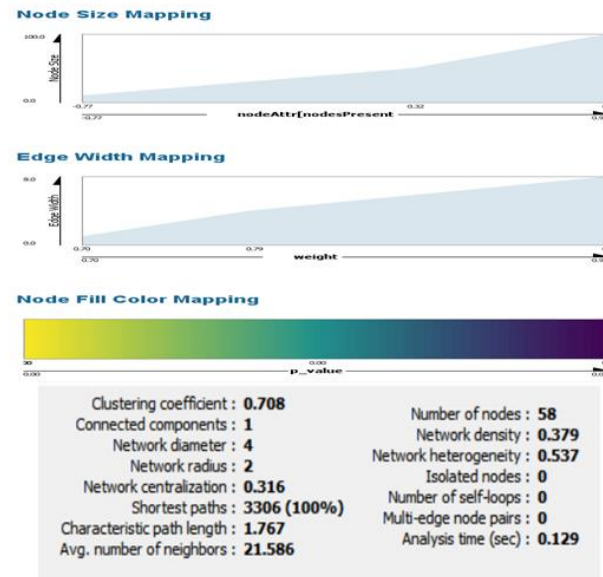 Node Size Mapping
100.0
Node Size
0.0
-0.77
0.32
-0.77
nodeAttr[nodesPresent
Edge Width Mapping
8.0
Edge Width
0.0
0.70
0.79
0.70
weight
Node Fill Color Mapping
0.00
0.00
p_value
Clustering coefficient : 0.708
Connected components : 1
Network diameter : 4
Network radius : 2
Network centralization : 0.316
Shortest paths : 3306 (100%)
Characteristic path length : 1.767
Avg. number of neighbors : 21.586
Number of nodes : 58
Network density : 0.379
Network heterogeneity : 0.537
Isolated nodes : 0
Number of self-loops : 0
Multi-edge node pairs : 0
Analysis time (sec) : 0.129